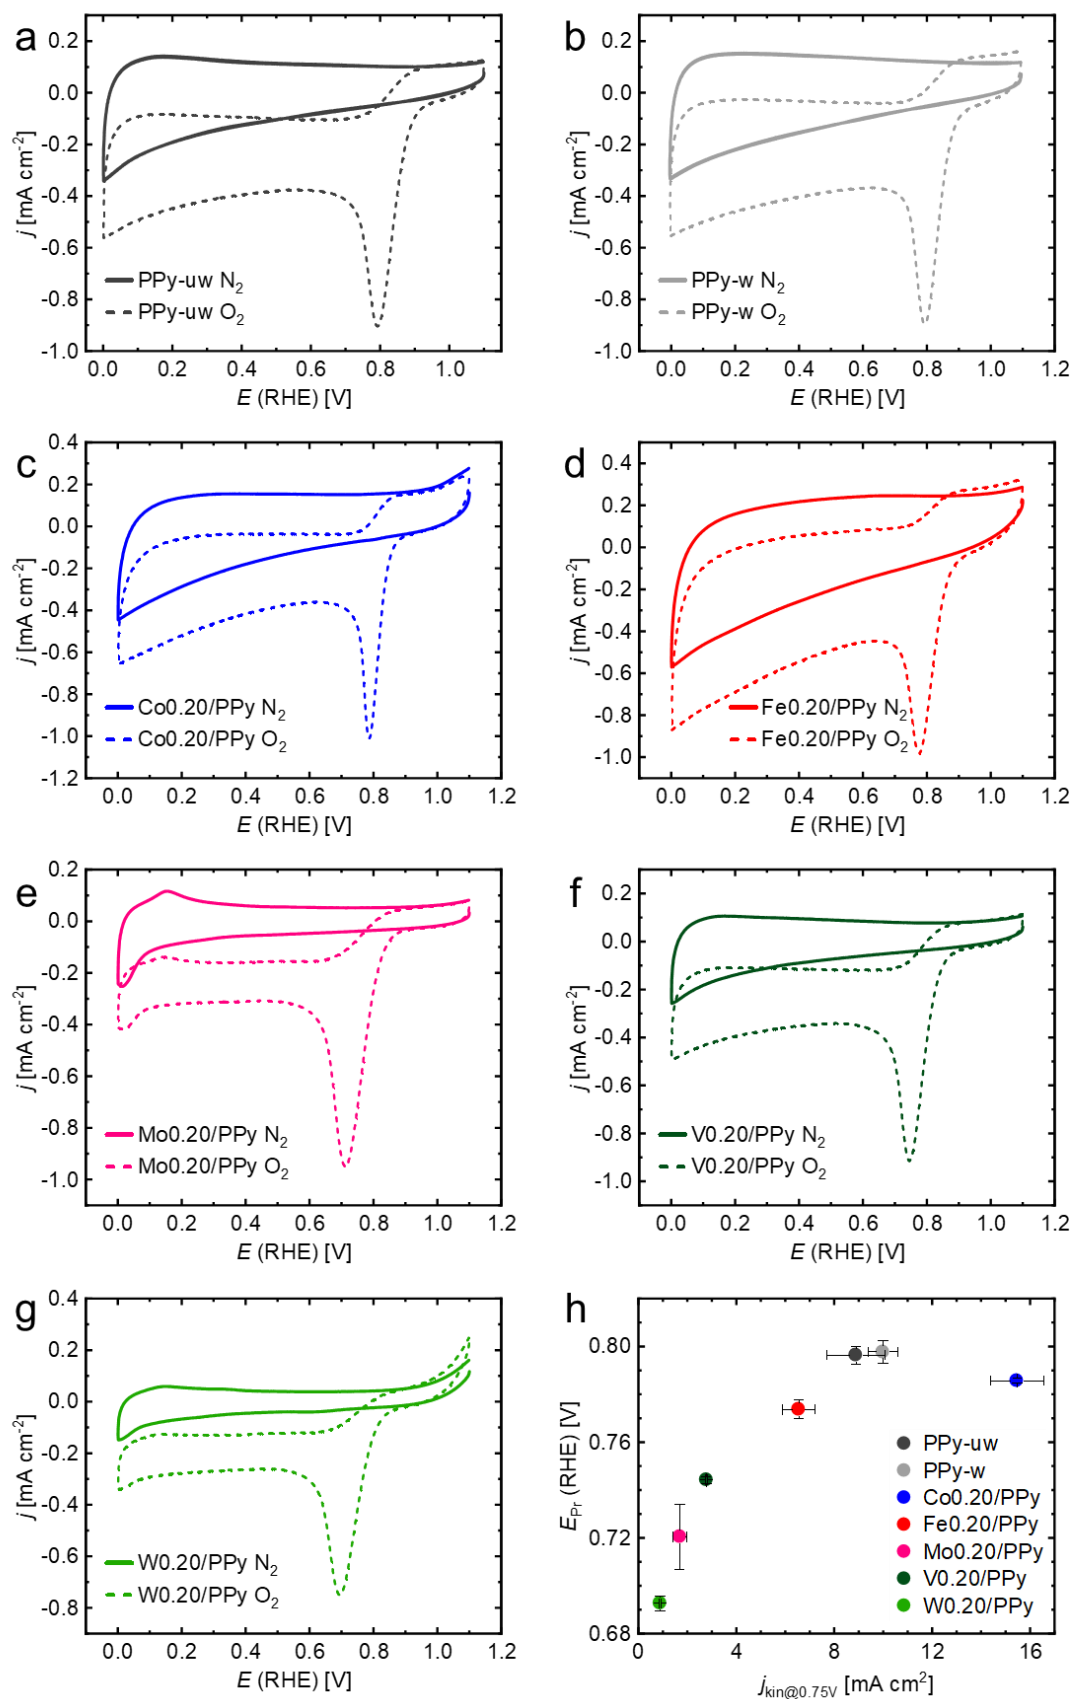 a
0.2
0.0
-0.2
-0.4
-0.6
-0.8
-1.0
j [mA cm-2]
PPy-uw N2
PPy-uw O2
0.0 0.2 0.4 0.6 0.8 1.0 1.2
E (RHE) [V]
b
0.2
0.0
-0.2
-0.4
-0.6
-0.8
-1.0
j [mA cm-2]
PPy-w N2
PPy-w O2
0.0 0.2 0.4 0.6 0.8 1.0 1.2
E (RHE) [V]
c
0.4
0.2
0.0
-0.2
-0.4
-0.6
-0.8
-1.0
-1.2
j [mA cm-2]
Co0.20/PPy N2
Co0.20/PPy O2
0.0 0.2 0.4 0.6 0.8 1.0 1.2
E (RHE) [V]
d
0.4
0.2
0.0
-0.2
-0.4
-0.6
-0.8
-1.0
j [mA cm-2]
Fe0.20/PPy N2
Fe0.20/PPy O2
0.0 0.2 0.4 0.6 0.8 1.0 1.2
E (RHE) [V]
e
0.2
0.0
-0.2
-0.4
-0.6
-0.8
-1.0
j [mA cm-2]
Mo0.20/PPy N2
Mo0.20/PPy O2
0.0 0.2 0.4 0.6 0.8 1.0 1.2
E (RHE) [V]
f
0.2
0.0
-0.2
-0.4
-0.6
-0.8
-1.0
j [mA cm-2]
V0.20/PPy N2
V0.20/PPy O2
0.0 0.2 0.4 0.6 0.8 1.0 1.2
E (RHE) [V]
g
0.4
0.2
0.0
-0.2
-0.4
-0.6
-0.8
j [mA cm-2]
W0.20/PPy N2
W0.20/PPy O2
0.0 0.2 0.4 0.6 0.8 1.0 1.2
E (RHE) [V]
h
0.80
0.76
0.72
0.68
EPr (RHE) [V]
PPy-uw
PPy-w
Co0.20/PPy
Fe0.20/PPy
Mo0.20/PPy
V0.20/PPy
W0.20/PPy
0 4 8 12 16
jkin@0.75V [mA cm2]